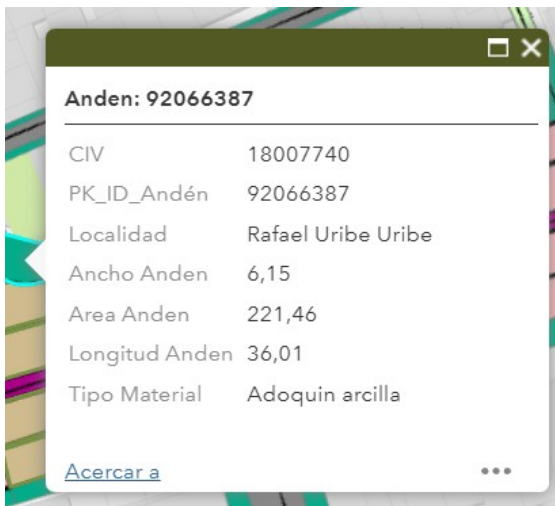 Anden: 92066387
CIV 18007740
PK_ID_Andén 92066387
Localidad Rafael Uribe Uribe
Ancho Anden 6,15
Area Anden 221,46
Longitud Anden 36,01
Tipo Material Adoquin arcilla
Acercar a